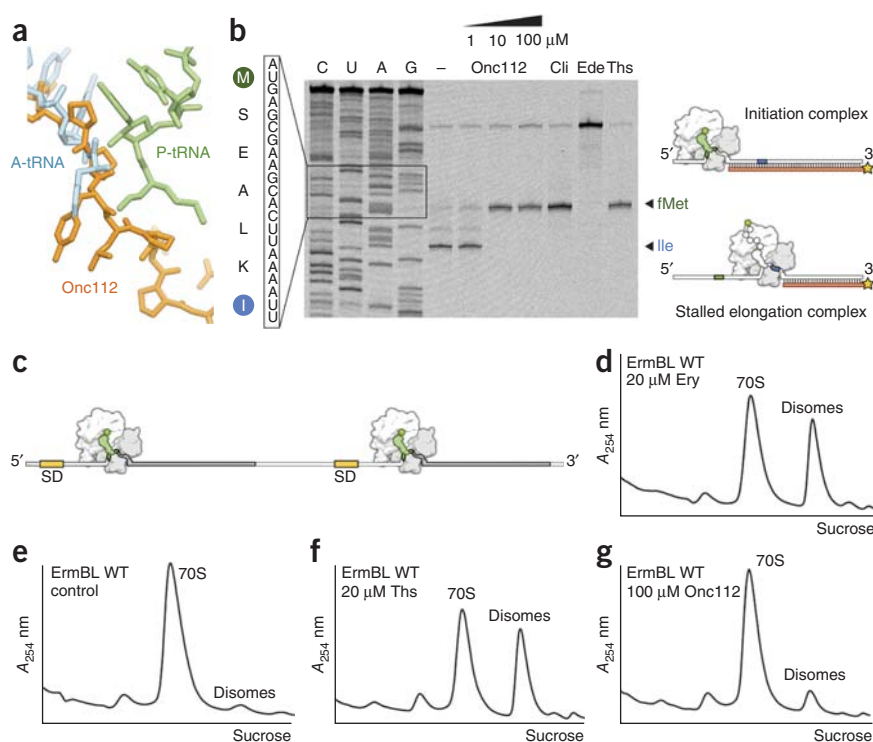 a
A-tRNA
P-tRNA
Onc112
b
1 10 100 μM
C U A G – Onc112 Cli Ede Ths
M
S
E
A
L
K
I
A
U
G
A
G
C
G
A
A
G
C
A
C
U
U
A
A
A
A
U
U
fMet
Ile
Initiation complex
5′ 3′
5′ 3′
Stalled elongation complex
c
5′ 3′
SD SD
d
ErmBL WT
20 μM Ery
70S
Disomes
A254 nm
Sucrose
e
ErmBL WT
control
70S
Disomes
A254 nm
Sucrose
f
ErmBL WT
20 μM Ths
70S
Disomes
A254 nm
Sucrose
g
ErmBL WT
100 μM Onc112
70S
Disomes
A254 nm
Sucrose